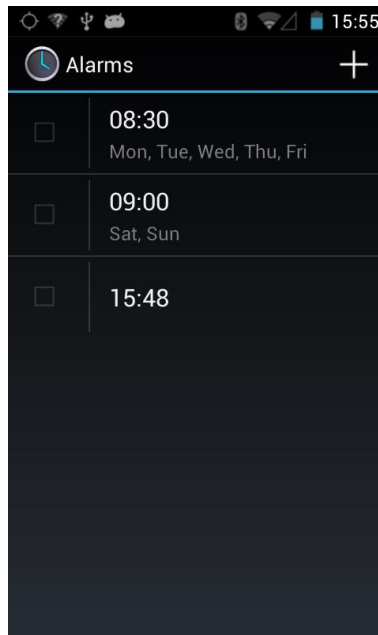 15:55
Alarms
08:30
Mon, Tue, Wed, Thu, Fri
09:00
Sat, Sun
15:48